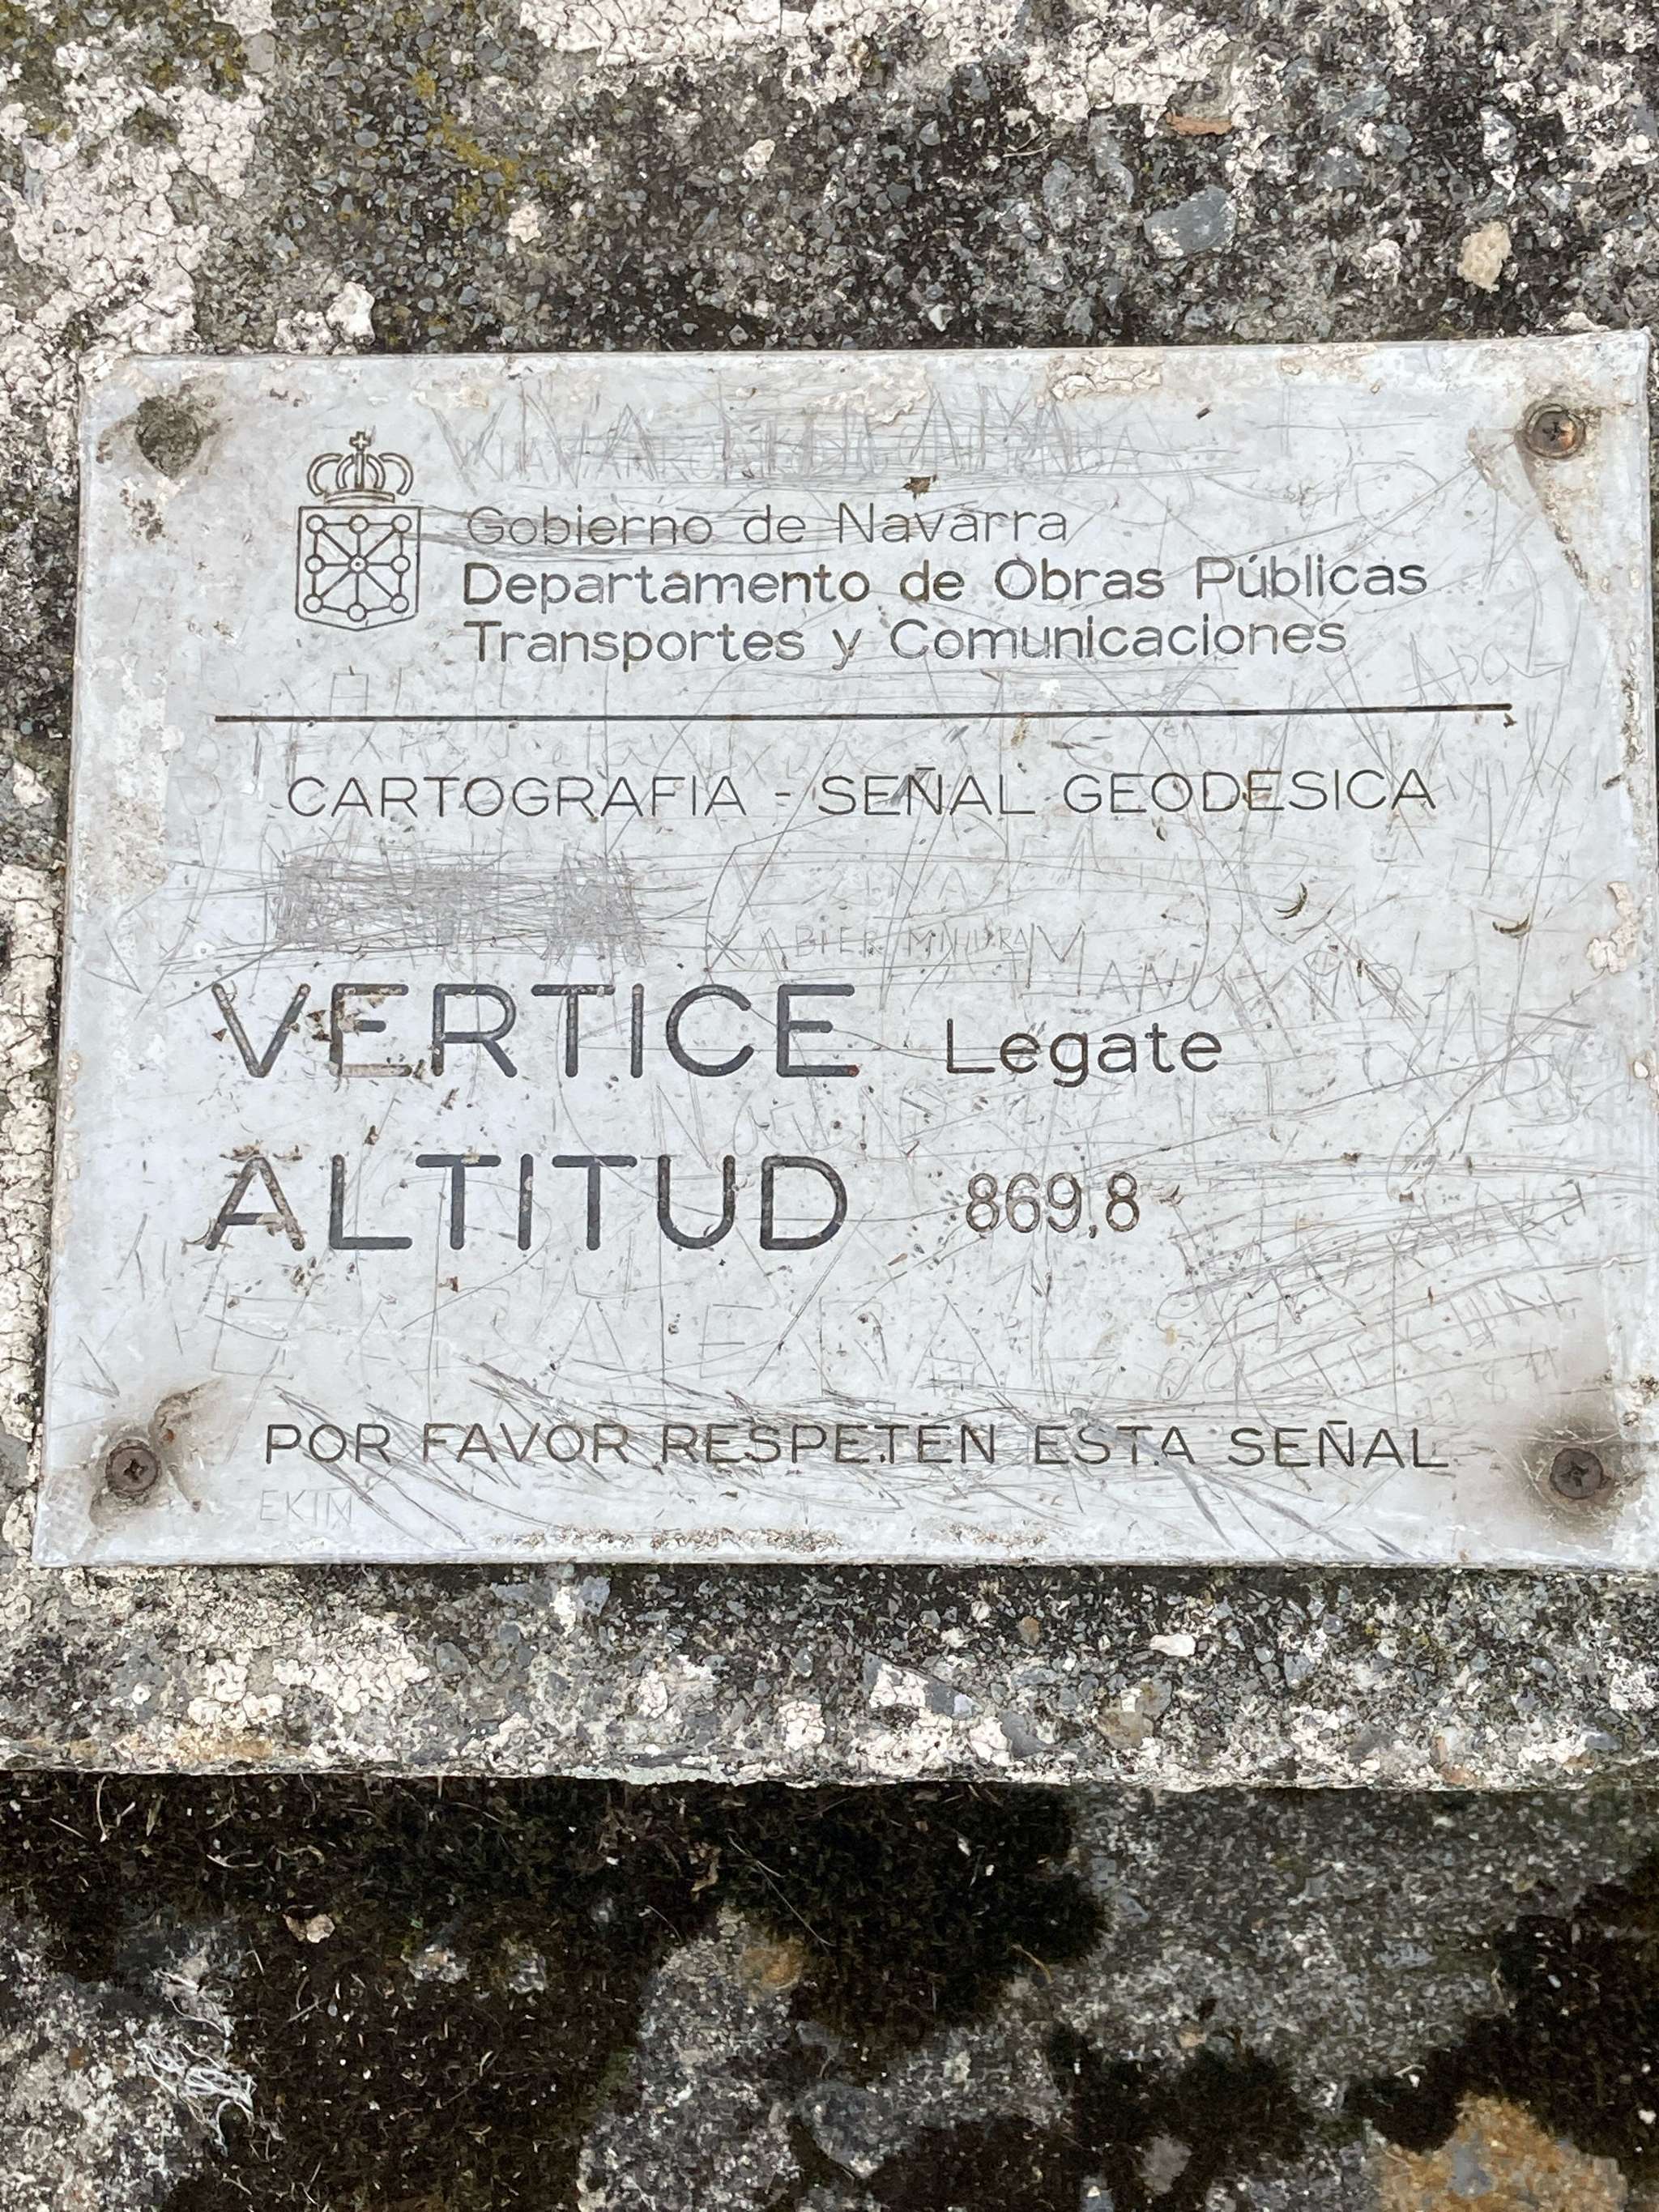 Gobierno de Navarra
Departamento de Obras Públicas
Transportes y Comunicaciones
CARTOGRAFIA - SEÑAL GEODESICA
VERTICE Legate
ALTITUD 869,8
POR FAVOR RESPETEN ESTA SEÑAL
EKIM